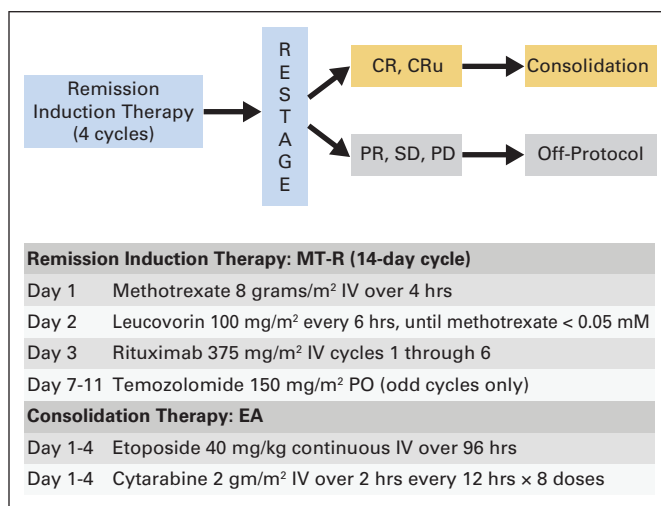 Remission
Induction Therapy
(4 cycles)
R
E
S
T
A
G
E
CR, CRu
Consolidation
PR, SD, PD
Off-Protocol
Remission Induction Therapy: MT-R (14-day cycle)
Day 1 Methotrexate 8 grams/m² IV over 4 hrs
Day 2 Leucovorin 100 mg/m² every 6 hrs, until methotrexate < 0.05 mM
Day 3 Rituximab 375 mg/m² IV cycles 1 through 6
Day 7-11 Temozolomide 150 mg/m² PO (odd cycles only)
Consolidation Therapy: EA
Day 1-4 Etoposide 40 mg/kg continuous IV over 96 hrs
Day 1-4 Cytarabine 2 gm/m² IV over 2 hrs every 12 hrs × 8 doses